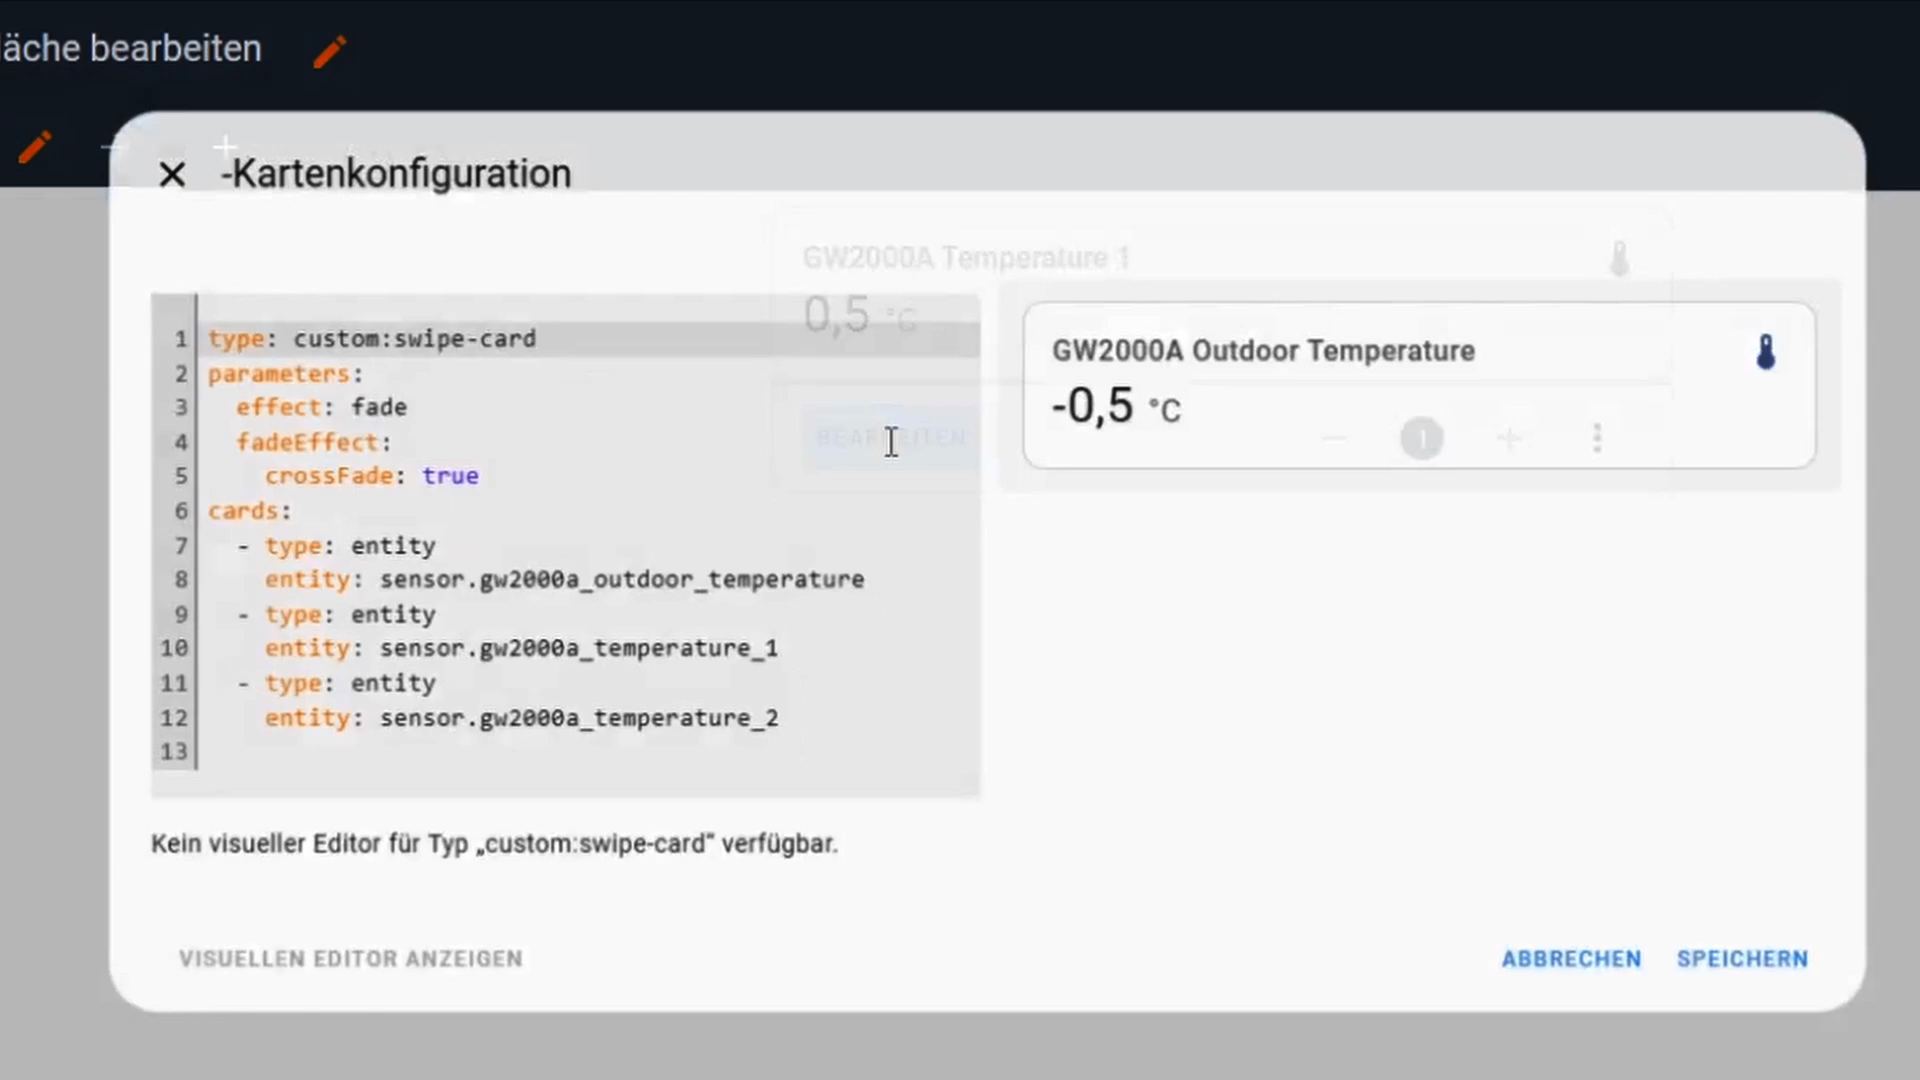 läche bearbeiten
-Kartenkonfiguration
GW2000A Temperature 1
0,5 °C
BEARBEITEN
1 type: custom:swipe-card
2 parameters:
3 effect: fade
4 fadeEffect:
5 crossFade: true
6 cards:
7 - type: entity
8 entity: sensor.gw2000a_outdoor_temperature
9 - type: entity
10 entity: sensor.gw2000a_temperature_1
11 - type: entity
12 entity: sensor.gw2000a_temperature_2
13
GW2000A Outdoor Temperature
-0,5 °C
1
Kein visueller Editor für Typ „custom:swipe-card“ verfügbar.
VISUELLEN EDITOR ANZEIGEN
ABBRECHEN
SPEICHERN